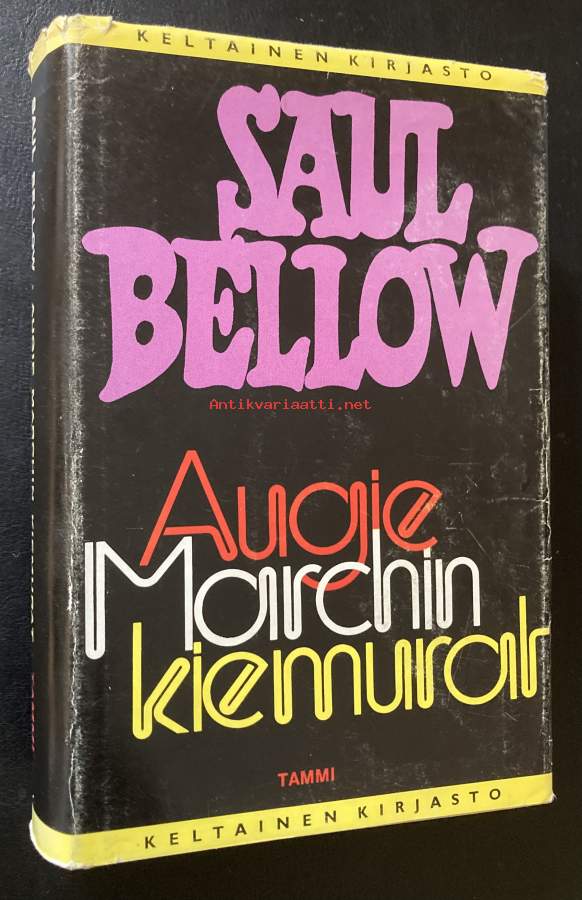 KELTAINEN KIRJASTO
SAUL
BELLOW
Antikvariaatti.net
Augie
Marchin
kiemurat
TAMMI
KELTAINEN KIRJASTO